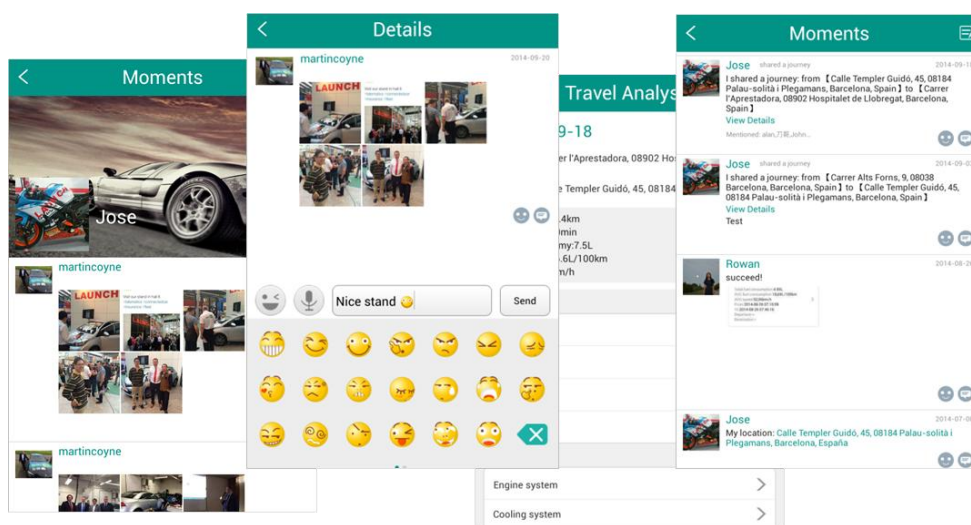 Moments
Jose
martincoyne
LAUNCH
martincoyne
Details
martincoyne
2014-09-20
LAUNCH
Nice stand
Send
Travel Analys
9-18
er l'Aprestadora, 08902 Ho
e Templer Guidó, 45, 08184
.4km
0min
my:7.5L
.6L/100km
m/h
Engine system
Cooling system
Moments
Jose shared a journey
I shared a journey: from 【Calle Templer Guidó, 45, 08184
Palau-solità i Plegamans, Barcelona, Spain】 to 【Carrer
l'Aprestadora, 08902 Hospitalet de Llobregat, Barcelona,
Spain】
View Details
Jose shared a journey
I shared a journey: from 【Carrer Alts Forns, 9, 08038
Barcelona, Barcelona, Spain】 to 【Calle Templer Guidó, 45,
08184 Palau-solità i Plegamans, Barcelona, Spain】
View Details
Test
Rowan
succeed!
Jose
My location: Calle Templer Guidó, 45, 08184 Palau-solità i
Plegamans, Barcelona, España